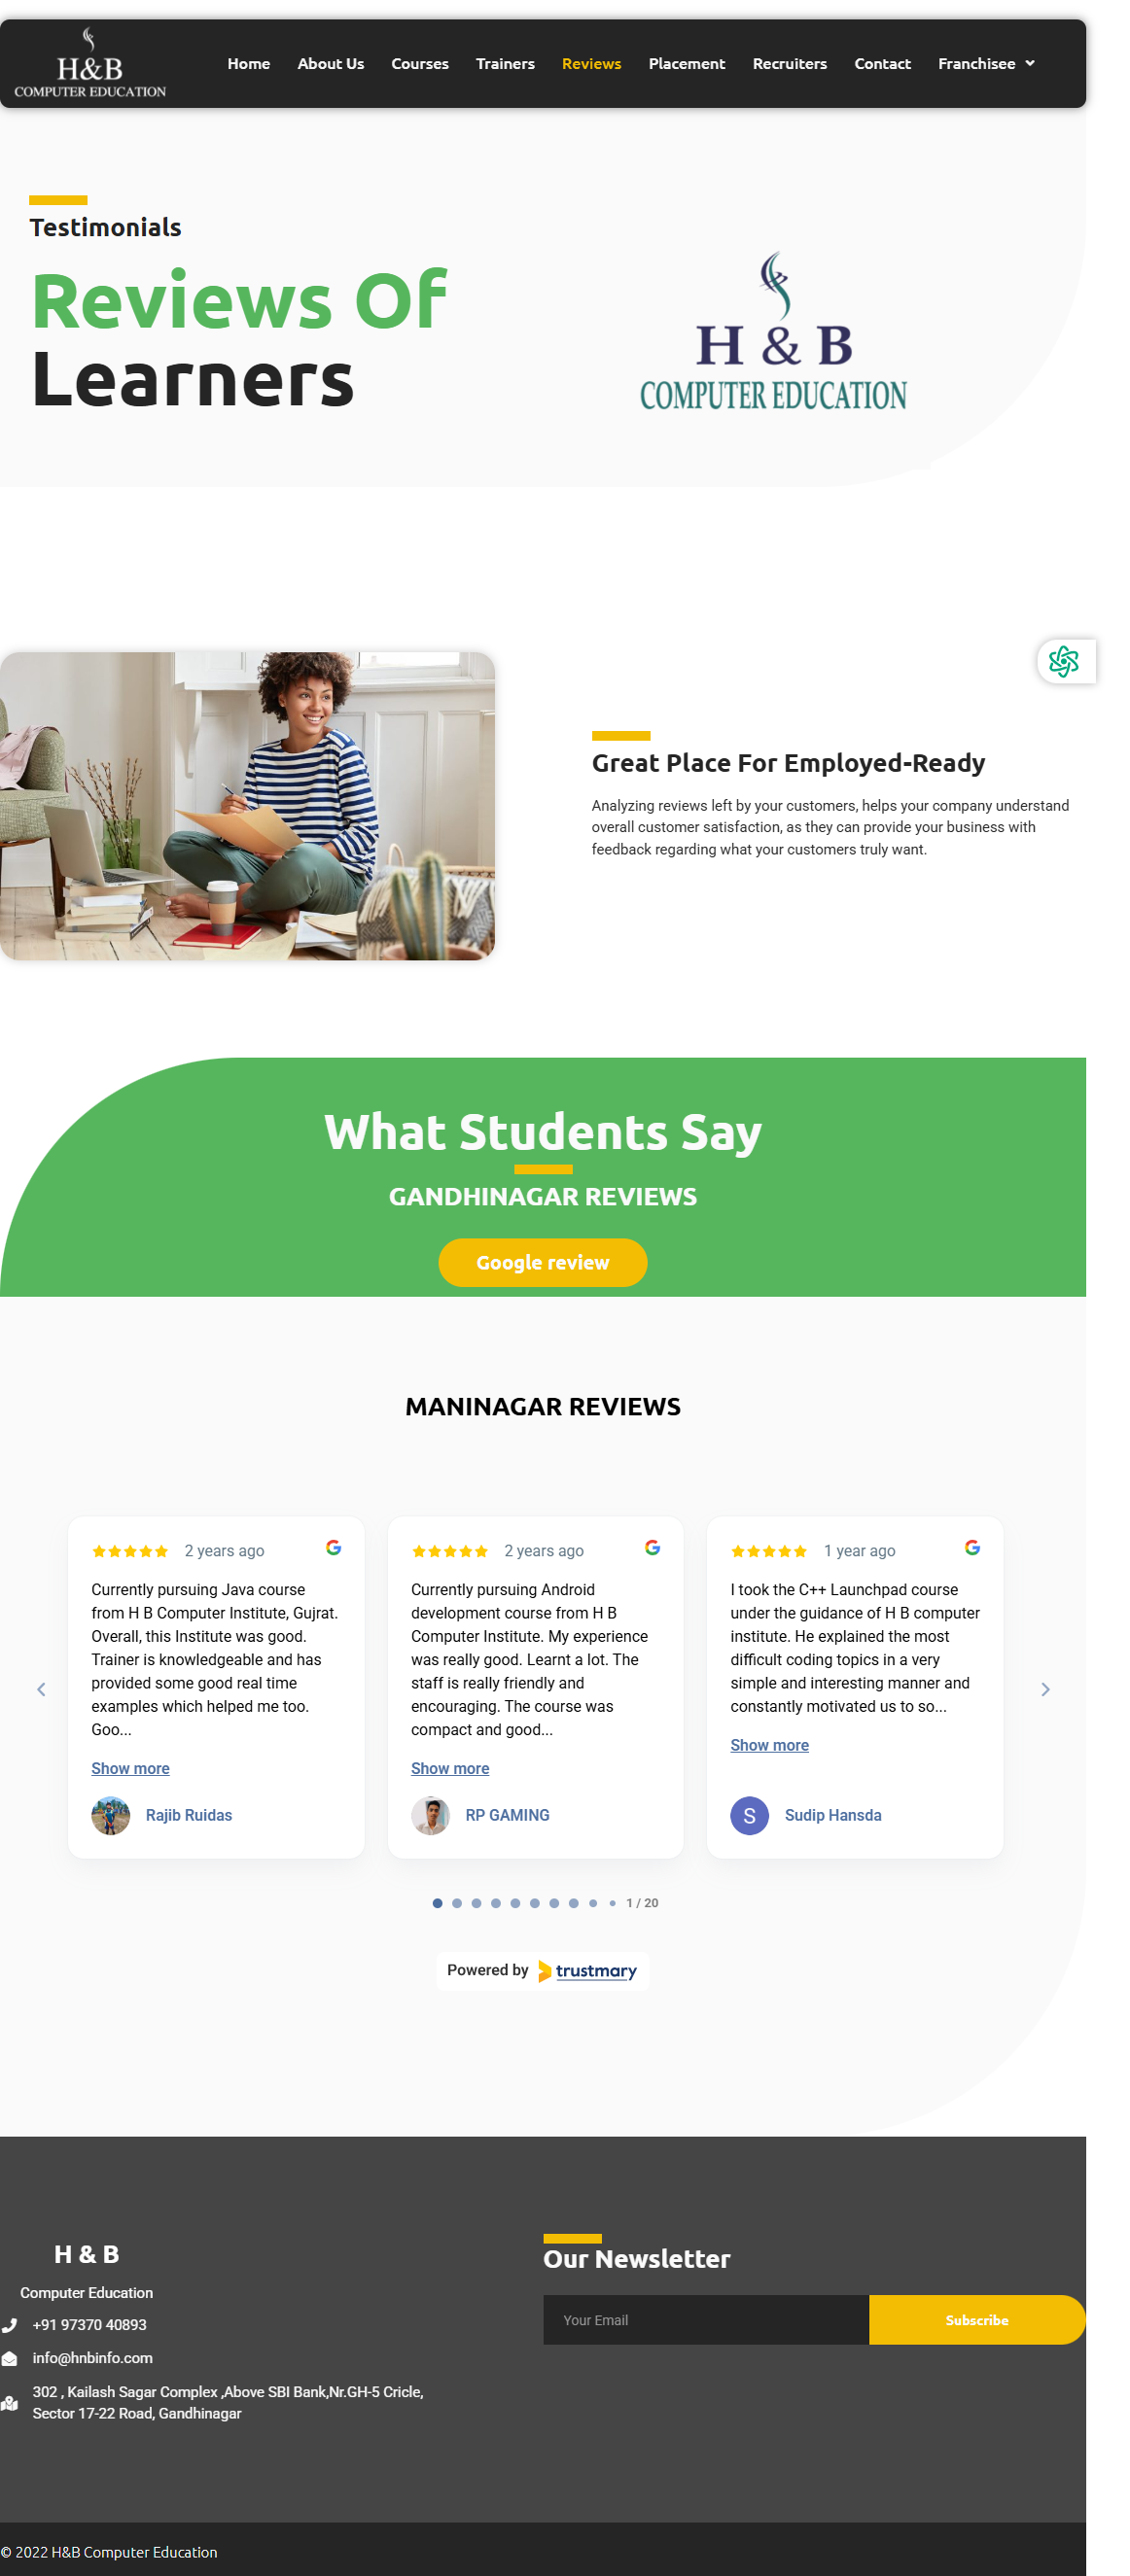 H&B
COMPUTER EDUCATION
Home About Us Courses Trainers Reviews Placement Recruiters Contact Franchisee
Testimonials
Reviews Of
Learners
H & B
COMPUTER EDUCATION
Great Place For Employed-Ready
Analyzing reviews left by your customers, helps your company understand
overall customer satisfaction, as they can provide your business with
feedback regarding what your customers truly want.
What Students Say
GANDHINAGAR REVIEWS
Google review
MANINAGAR REVIEWS
2 years ago
Currently pursuing Java course
from H B Computer Institute, Gujrat.
Overall, this Institute was good.
Trainer is knowledgeable and has
provided some good real time
examples which helped me too.
Goo...
Show more
Rajib Ruidas
2 years ago
Currently pursuing Android
development course from H B
Computer Institute. My experience
was really good. Learnt a lot. The
staff is really friendly and
encouraging. The course was
compact and good...
Show more
RP GAMING
1 year ago
I took the C++ Launchpad course
under the guidance of H B computer
institute. He explained the most
difficult coding topics in a very
simple and interesting manner and
constantly motivated us to so...
Show more
S
Sudip Hansda
1 / 20
Powered by trustmary
H & B
Computer Education
+91 97370 40893
info@hnbinfo.com
302 , Kailash Sagar Complex ,Above SBI Bank,Nr.GH-5 Cricle,
Sector 17-22 Road, Gandhinagar
Our Newsletter
Your Email
Subscribe
© 2022 H&B Computer Education